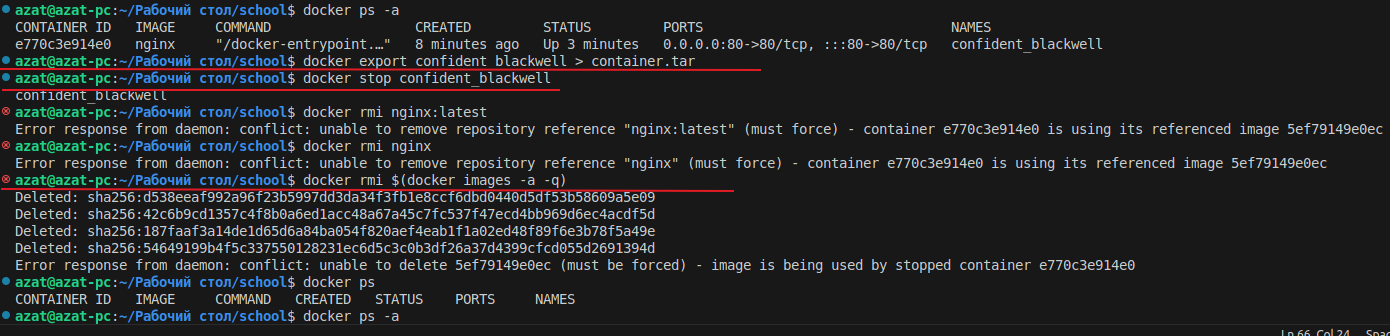 azat@azat-pc:~/Рабочий стол/school$ docker ps -a
CONTAINER ID   IMAGE     COMMAND                  CREATED         STATUS         PORTS                               NAMES
e770c3e914e0   nginx     "/docker-entrypoint.…"   8 minutes ago   Up 3 minutes   0.0.0.0:80->80/tcp, :::80->80/tcp   confident_blackwell
azat@azat-pc:~/Рабочий стол/school$ docker export confident_blackwell > container.tar
azat@azat-pc:~/Рабочий стол/school$ docker stop confident_blackwell
confident_blackwell
azat@azat-pc:~/Рабочий стол/school$ docker rmi nginx:latest
Error response from daemon: conflict: unable to remove repository reference "nginx:latest" (must force) - container e770c3e914e0 is using its referenced image 5ef79149e0ec
azat@azat-pc:~/Рабочий стол/school$ docker rmi nginx
Error response from daemon: conflict: unable to remove repository reference "nginx" (must force) - container e770c3e914e0 is using its referenced image 5ef79149e0ec
azat@azat-pc:~/Рабочий стол/school$ docker rmi $(docker images -a -q)
Deleted: sha256:d538eeaf992a96f23b5997dd3da34f3fb1e8ccf6dbd0440d5df53b58609a5e09
Deleted: sha256:42c6b9cd1357c4f8b0a6ed1acc48a67a45c7fc537f47ecd4bb969d6ec4acdf5d
Deleted: sha256:187faaf3a14de1d65d6a84ba054f820aef4eab1f1a02ed48f89f6e3b78f5a49e
Deleted: sha256:54649199b4f5c337550128231ec6d5c3c0b3df26a37d4399cfcd055d2691394d
Error response from daemon: conflict: unable to delete 5ef79149e0ec (must be forced) - image is being used by stopped container e770c3e914e0
azat@azat-pc:~/Рабочий стол/school$ docker ps
CONTAINER ID   IMAGE     COMMAND   CREATED   STATUS    PORTS     NAMES
azat@azat-pc:~/Рабочий стол/school$ docker ps -a
Ln 66, Col 24